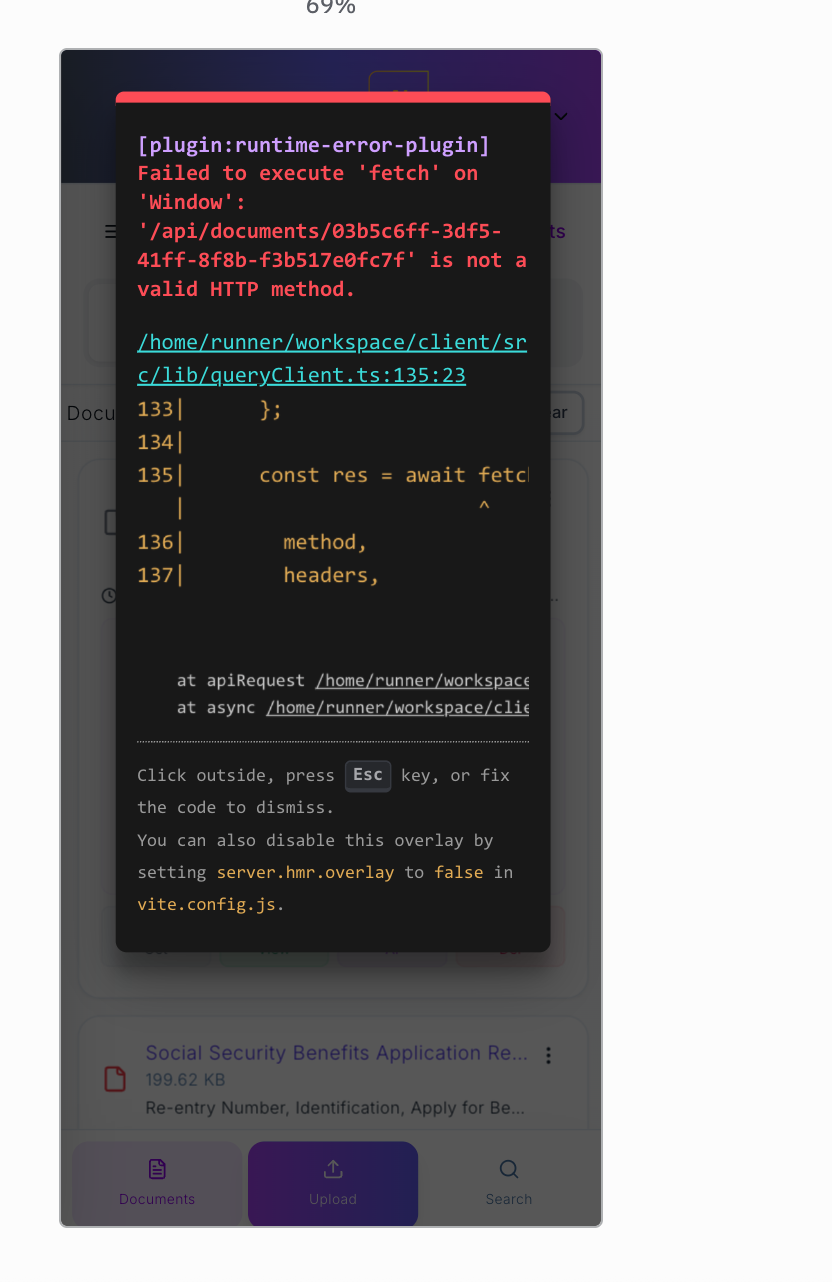 69%
[plugin:runtime-error-plugin]
Failed to execute 'fetch' on
'Window':
'/api/documents/03b5c6ff-3df5-
41ff-8f8b-f3b517e0fc7f' is not a
valid HTTP method.
ts
/home/runner/workspace/client/sr
c/lib/queryClient.ts:135:23
Docu
ar
133|      };
134|
135|      const res = await fetch
|                         ^
136|        method,
137|        headers,
..
at apiRequest /home/runner/workspace
at async /home/runner/workspace/clie
Click outside, press Esc key, or fix
the code to dismiss.
You can also disable this overlay by
setting server.hmr.overlay to false in
vite.config.js.
Social Security Benefits Application Re...
199.62 KB
Re-entry Number, Identification, Apply for Be...
Documents
Upload
Search